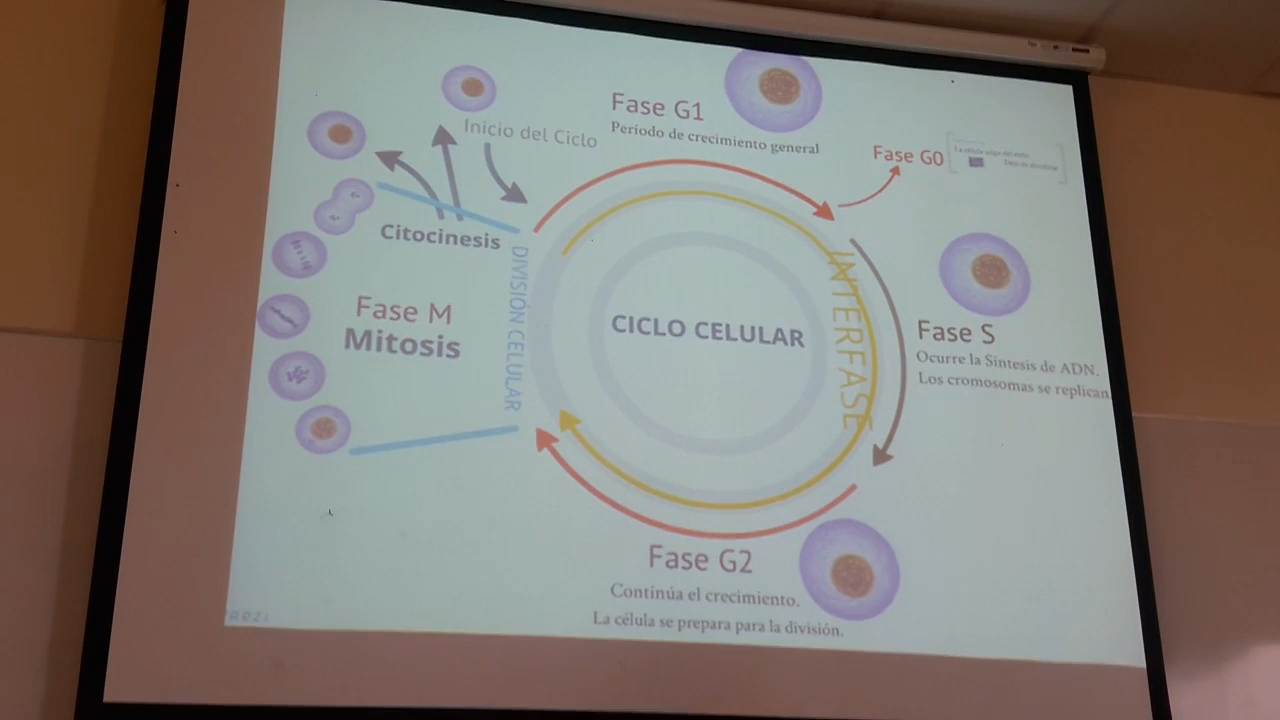 Fase G1
Período de crecimiento general
Inicio del Ciclo
Fase G0
Citocinesis
DIVISIÓN CELULAR
Fase M
Mitosis
CICLO CELULAR
INTERFASE
Fase S
Ocurre la Síntesis de ADN.
Los cromosomas se replican
Fase G2
Continúa el crecimiento.
La célula se prepara para la división.